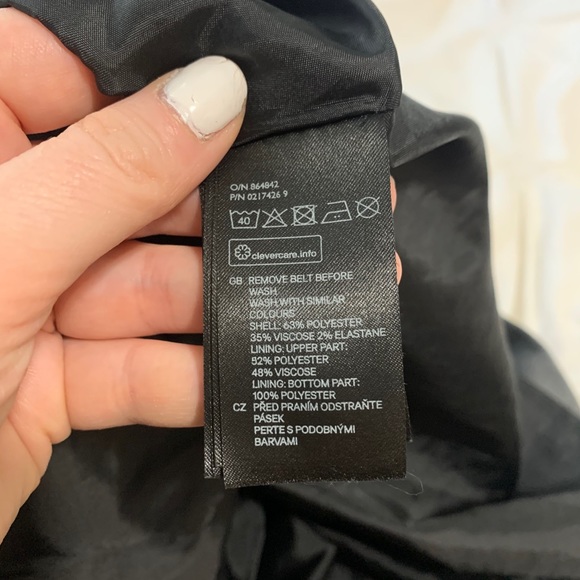 O/N 864842
P/N 0217426 9
40
clevercare.info
GB REMOVE BELT BEFORE
WASH
WASH WITH SIMILAR
COLOURS
SHELL: 63% POLYESTER
35% VISCOSE 2% ELASTANE
LINING: UPPER PART:
52% POLYESTER
48% VISCOSE
LINING: BOTTOM PART:
100% POLYESTER
CZ PŘED PRANÍM ODSTRAŇTE
PÁSEK
PERTE S PODOBNÝMI
BARVAMI